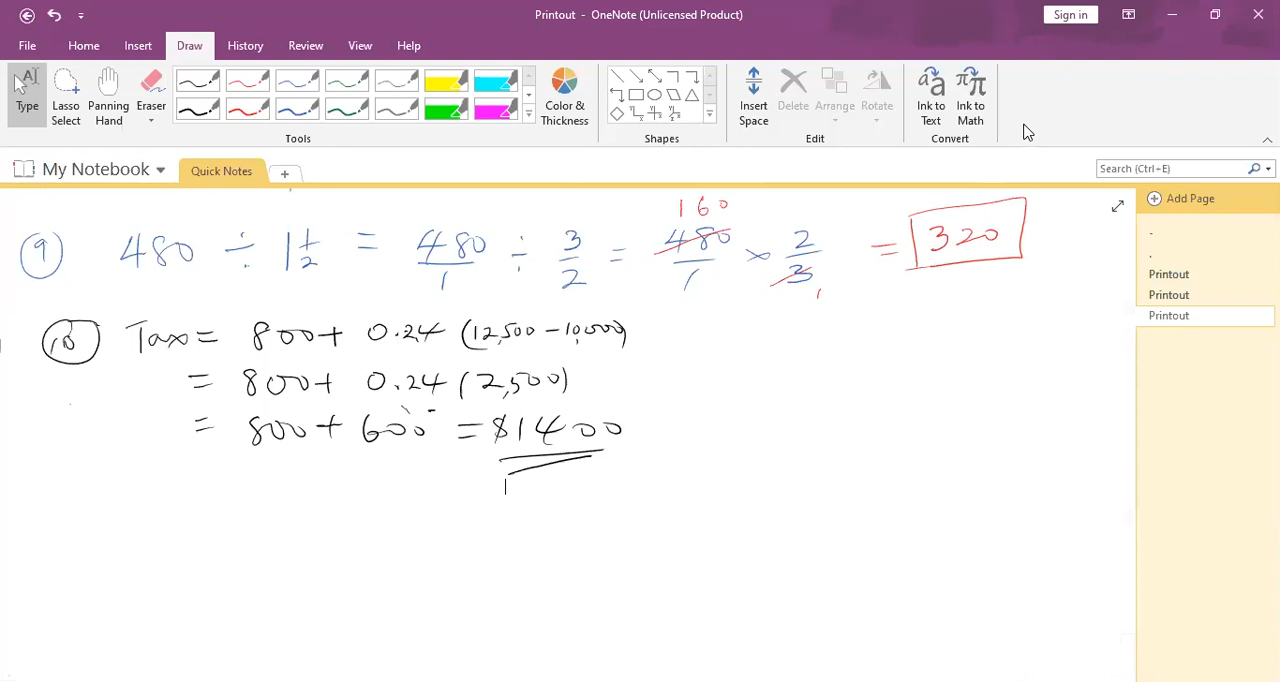 Printout - OneNote (Unlicensed Product)
Sign in
File Home Insert Draw History Review View Help
Type
Lasso Select
Panning Hand
Eraser
Color & Thickness
Insert Space
Delete
Arrange
Rotate
Ink to Text
Ink to Math
Tools
Shapes
Edit
Convert
My Notebook
Quick Notes
Search (Ctrl+E)
Add Page
-
.
Printout
Printout
Printout
160
9 480 ÷ 1 1/2 = 480/1 ÷ 3/2 = 480/1 × 2/3 = 320
1
10 Tax = 800 + 0.24 (12,500 - 10,000)
= 800 + 0.24 (2,500)
= 800 + 600 = $1400